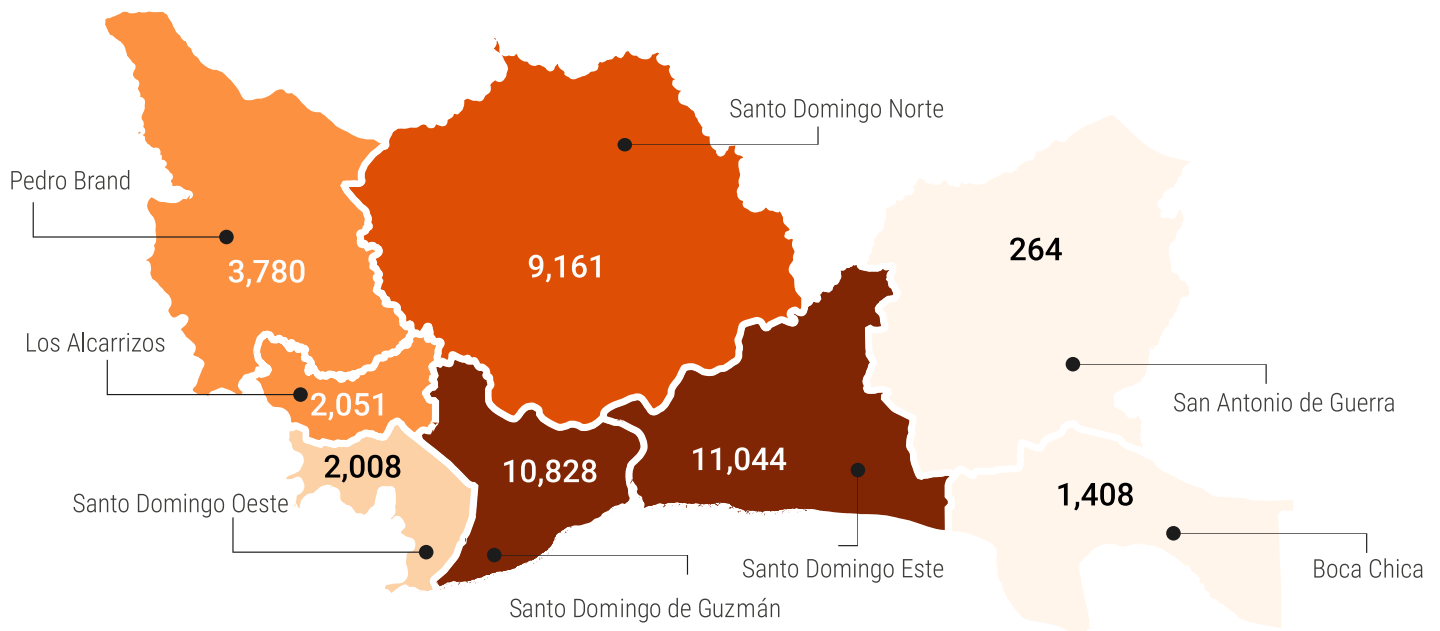 Santo Domingo Norte
Pedro Brand
264
9,161
3,780
Los Alcarrizos
2,051
San Antonio de Guerra
2,008
10,828
11,044
1,408
Santo Domingo Oeste
Santo Domingo Este
Boca Chica
Santo Domingo de Guzmán